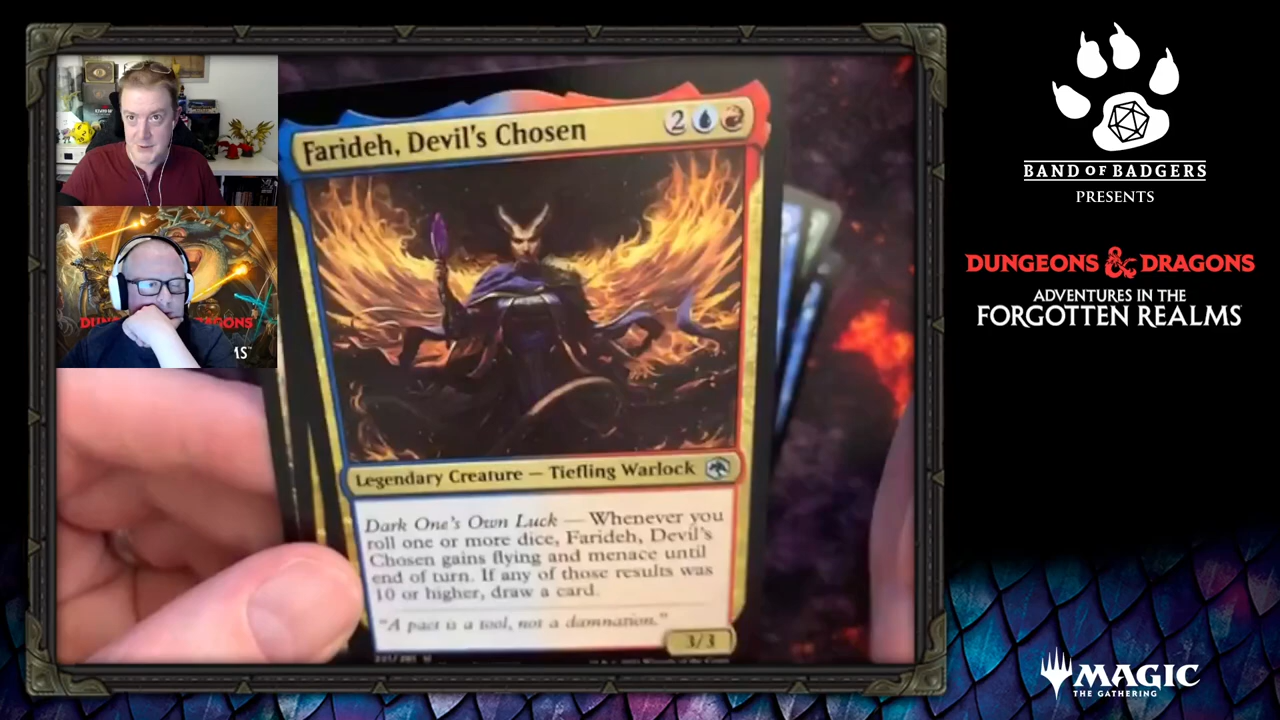 Farideh, Devil's Chosen
2
Legendary Creature — Tiefling Warlock
Dark One's Own Luck — Whenever you
roll one or more dice, Farideh, Devil's
Chosen gains flying and menace until
end of turn. If any of those results was
10 or higher, draw a card.
"A pact is a tool, not a damnation."
3/3
BAND OF BADGERS
PRESENTS
DUNGEONS & DRAGONS
ADVENTURES IN THE
FORGOTTEN REALMS
MAGIC
THE GATHERING